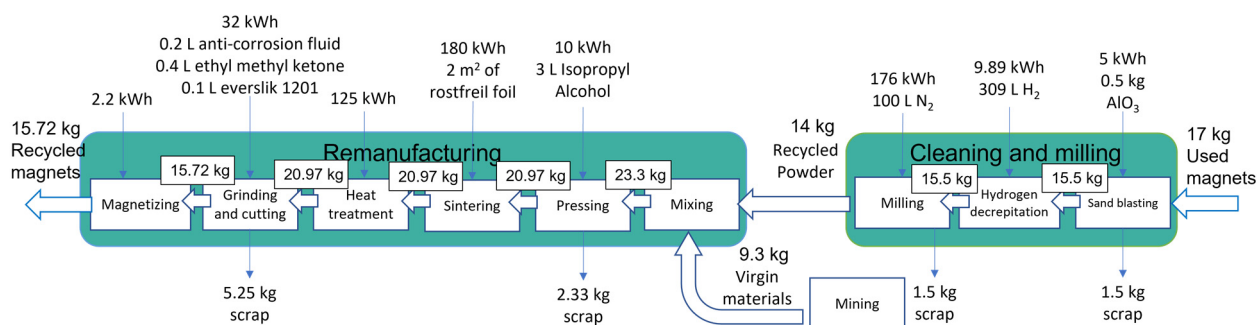 32 kWh
0.2 L anti-corrosion fluid
0.4 L ethyl methyl ketone
0.1 L everslik 1201
2.2 kWh
125 kWh
180 kWh
2 m² of
rostfreil foil
10 kWh
3 L Isopropyl
Alcohol
176 kWh
100 L N₂
9.89 kWh
309 L H₂
5 kWh
0.5 kg
AlO₃
15.72 kg
Recycled
magnets
Remanufacturing
15.72 kg
20.97 kg
20.97 kg
20.97 kg
23.3 kg
Magnetizing
Grinding
and cutting
Heat
treatment
Sintering
Pressing
Mixing
14 kg
Recycled
Powder
Cleaning and milling
15.5 kg
15.5 kg
Milling
Hydrogen
decrepitation
Sand blasting
17 kg
Used
magnets
5.25 kg
scrap
2.33 kg
scrap
9.3 kg
Virgin
materials
Mining
1.5 kg
scrap
1.5 kg
scrap